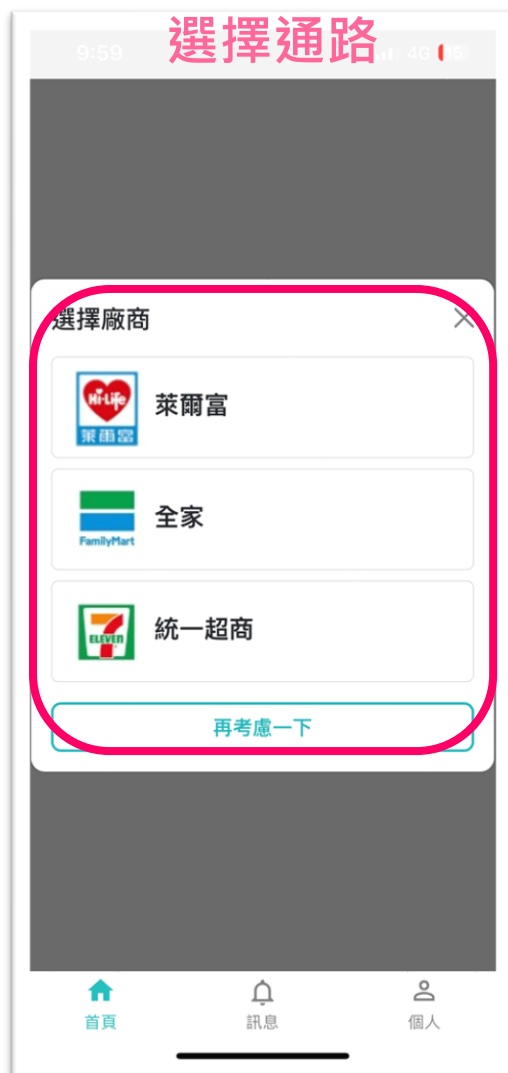 選擇通路
9:59
4G 15
選擇廠商
Hi-Life
萊爾富
萊爾富
FamilyMart
全家
ELEVEN
統一超商
再考慮一下
首頁
訊息
個人